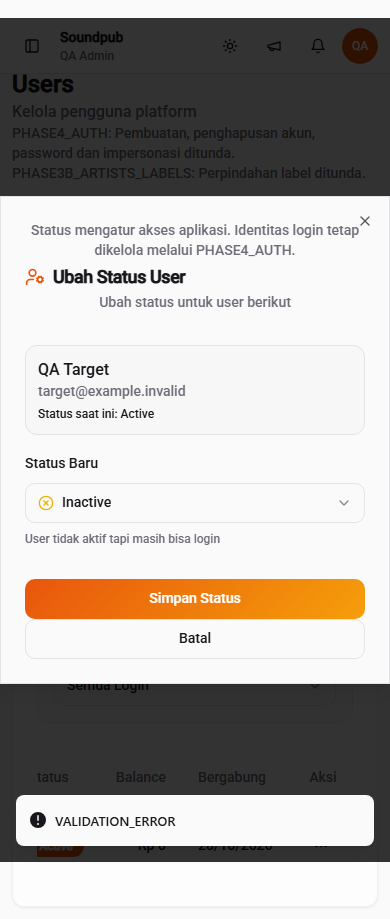 Soundpub
QA Admin
QA
Users
Kelola pengguna platform
PHASE4_AUTH: Pembuatan, penghapusan akun,
password dan impersonasi ditunda.
PHASE3B_ARTISTS_LABELS: Perpindahan label ditunda.
Status mengatur akses aplikasi. Identitas login tetap
dikelola melalui PHASE4_AUTH.
Ubah Status User
Ubah status untuk user berikut
QA Target
target@example.invalid
Status saat ini: Active
Status Baru
Inactive
User tidak aktif tapi masih bisa login
Simpan Status
Batal
Semua Login
tatus Balance Bergabung Aksi
VALIDATION_ERROR